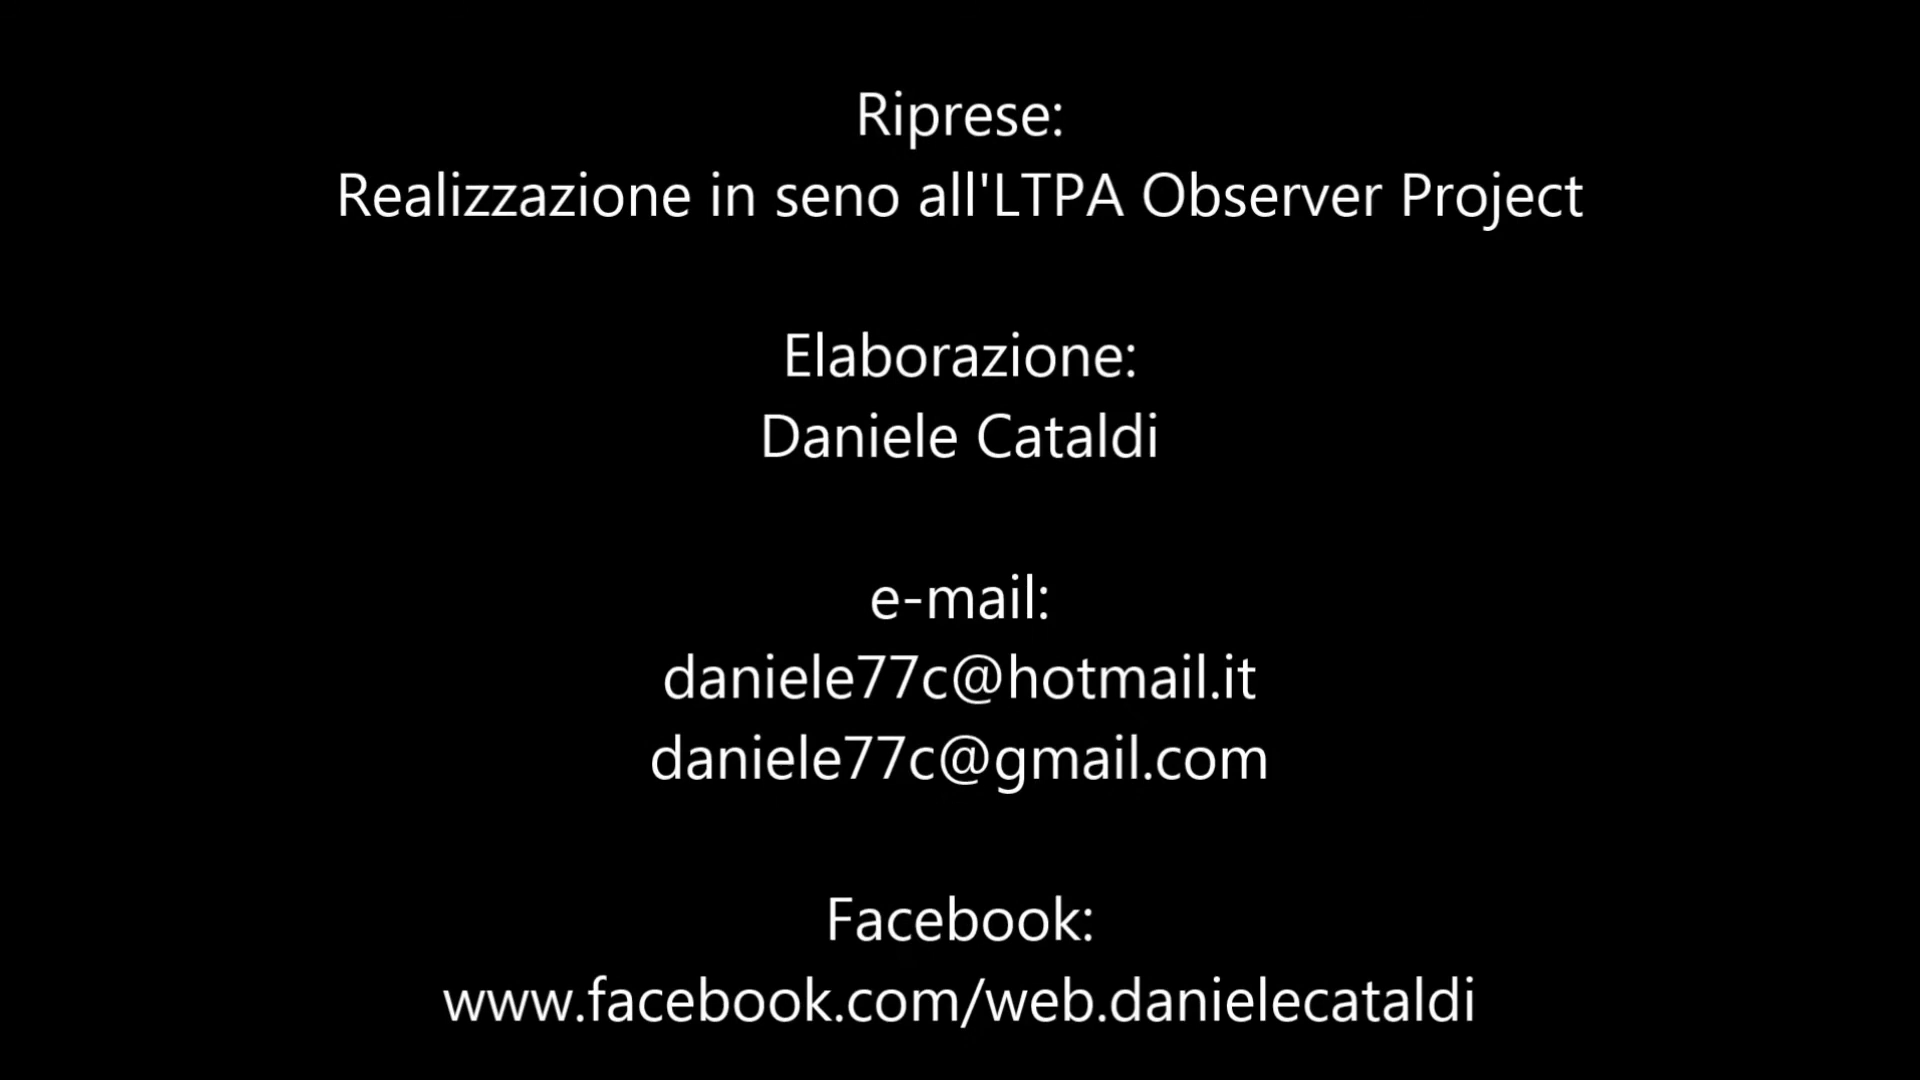 Riprese:
Realizzazione in seno all'LTPA Observer Project
Elaborazione:
Daniele Cataldi
e-mail:
daniele77c@hotmail.it
daniele77c@gmail.com
Facebook:
www.facebook.com/web.danielecataldi